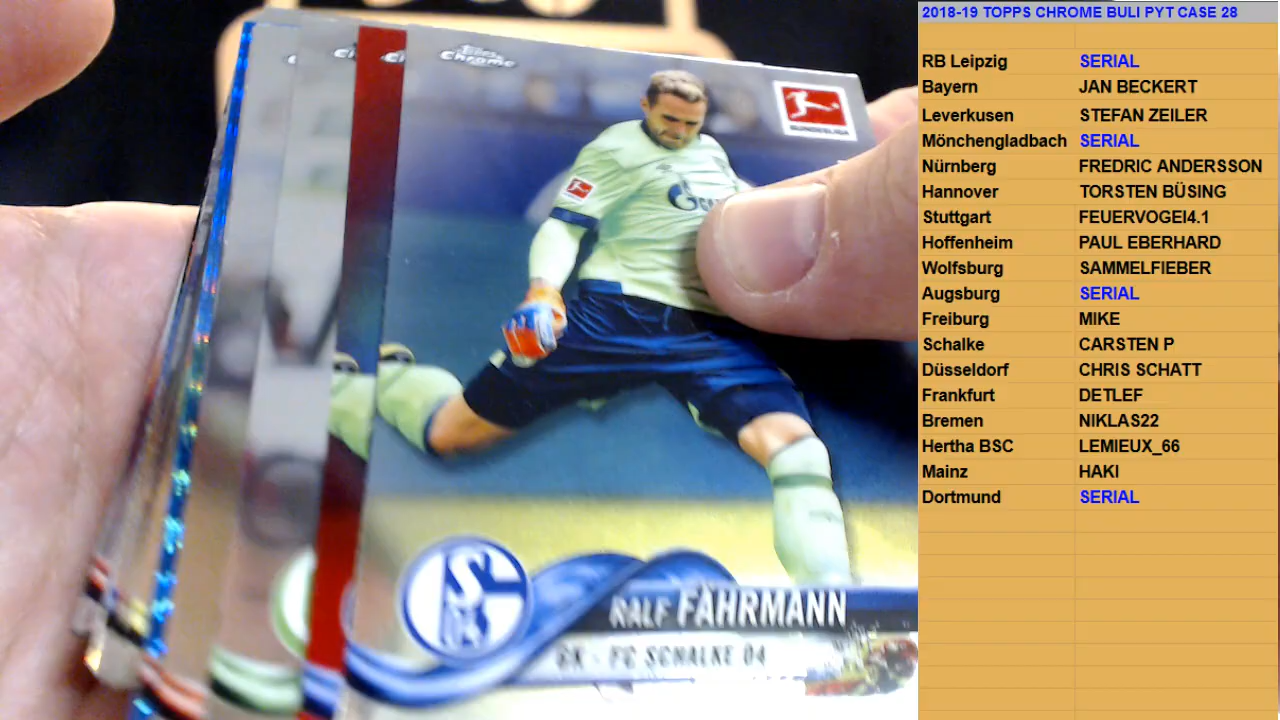 Topps Chrome
BUNDESLIGA
RALF FÄHRMANN
GK - FC SCHALKE 04
2018-19 TOPPS CHROME BULI PYT CASE 28
RB Leipzig SERIAL
Bayern JAN BECKERT
Leverkusen STEFAN ZEILER
Mönchengladbach SERIAL
Nürnberg FREDRIC ANDERSSON
Hannover TORSTEN BÜSING
Stuttgart FEUERVOGEl4.1
Hoffenheim PAUL EBERHARD
Wolfsburg SAMMELFIEBER
Augsburg SERIAL
Freiburg MIKE
Schalke CARSTEN P
Düsseldorf CHRIS SCHATT
Frankfurt DETLEF
Bremen NIKLAS22
Hertha BSC LEMIEUX_66
Mainz HAKI
Dortmund SERIAL